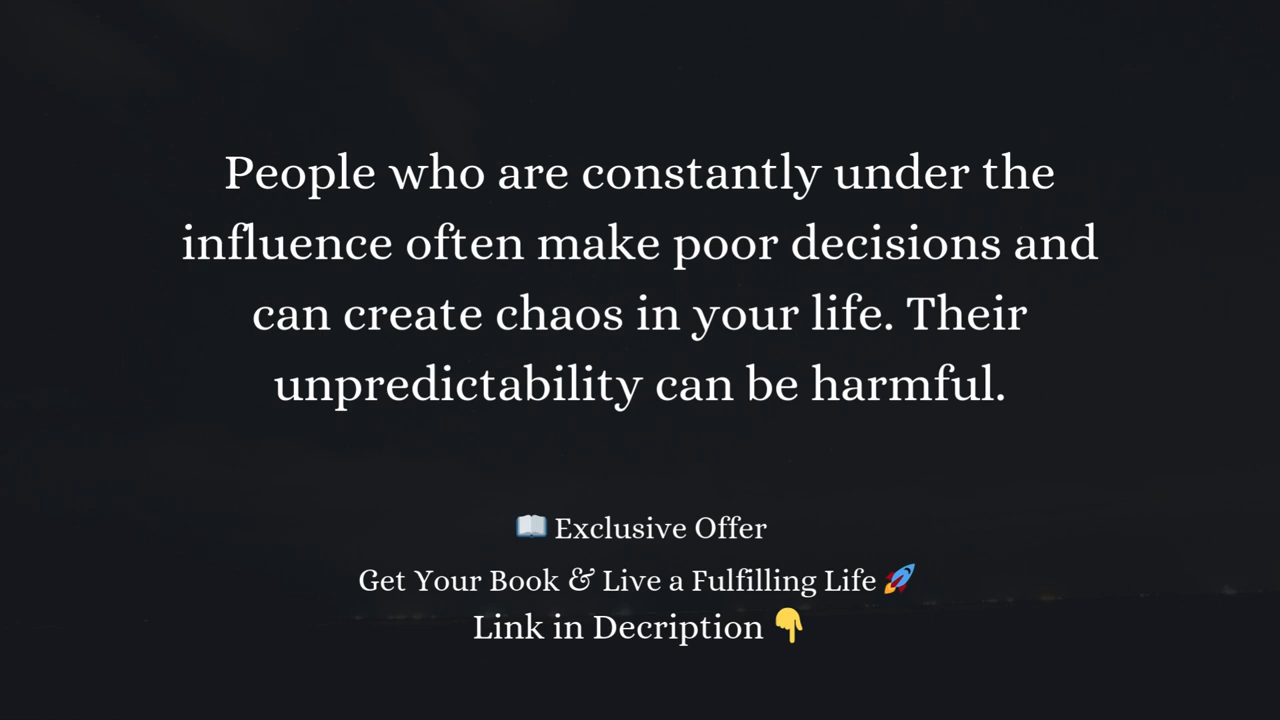 People who are constantly under the
influence often make poor decisions and
can create chaos in your life. Their
unpredictability can be harmful.
📖 Exclusive Offer
Get Your Book & Live a Fulfilling Life 🚀
Link in Decription 👇